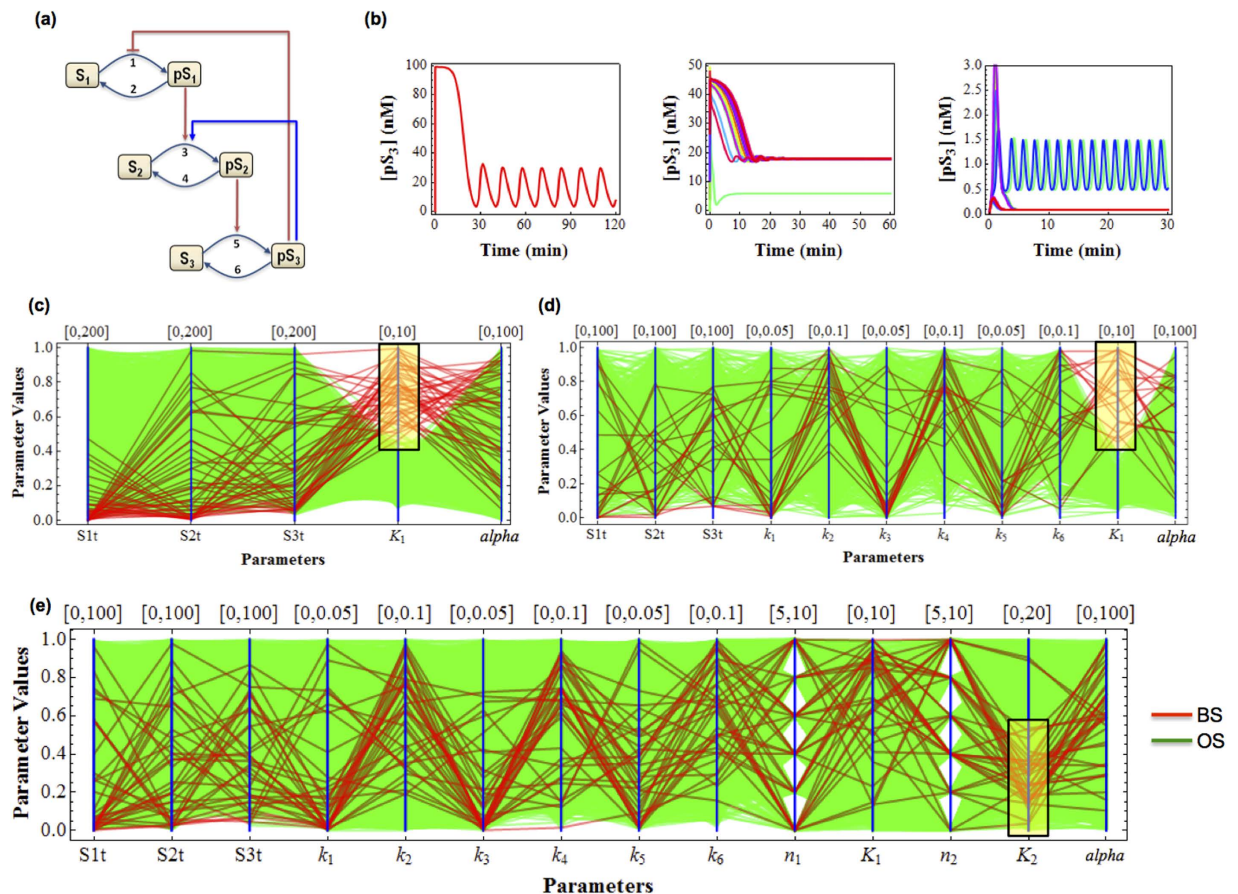 (a)
S1
1
2
pS1
S2
3
4
pS2
S3
5
6
pS3
(b)
[pS3] (nM)
100
80
60
40
20
0
0 30 60 90 120
Time (min)
[pS3] (nM)
50
40
30
20
10
0
0 10 20 30 40 50 60
Time (min)
[pS3] (nM)
3.0
2.5
2.0
1.5
1.0
0.5
0.0
0 10 20 30
Time (min)
(c)
[0,200] [0,200] [0,200] [0,10] [0,100]
Parameter Values
1.0
0.8
0.6
0.4
0.2
0.0
S1t S2t S3t K1 alpha
Parameters
(d)
[0,100] [0,100] [0,100] [0,0.05] [0,0.1] [0,0.05] [0,0.1] [0,0.05] [0,0.1] [0,10] [0,100]
Parameter Values
1.0
0.8
0.6
0.4
0.2
0.0
S1t S2t S3t k1 k2 k3 k4 k5 k6 K1 alpha
Parameters
(e)
[0,100] [0,100] [0,100] [0,0.05] [0,0.1] [0,0.05] [0,0.1] [0,0.05] [0,0.1] [5,10] [0,10] [5,10] [0,20] [0,100]
Parameter Values
1.0
0.8
0.6
0.4
0.2
0.0
S1t S2t S3t k1 k2 k3 k4 k5 k6 n1 K1 n2 K2 alpha
Parameters
BS
OS